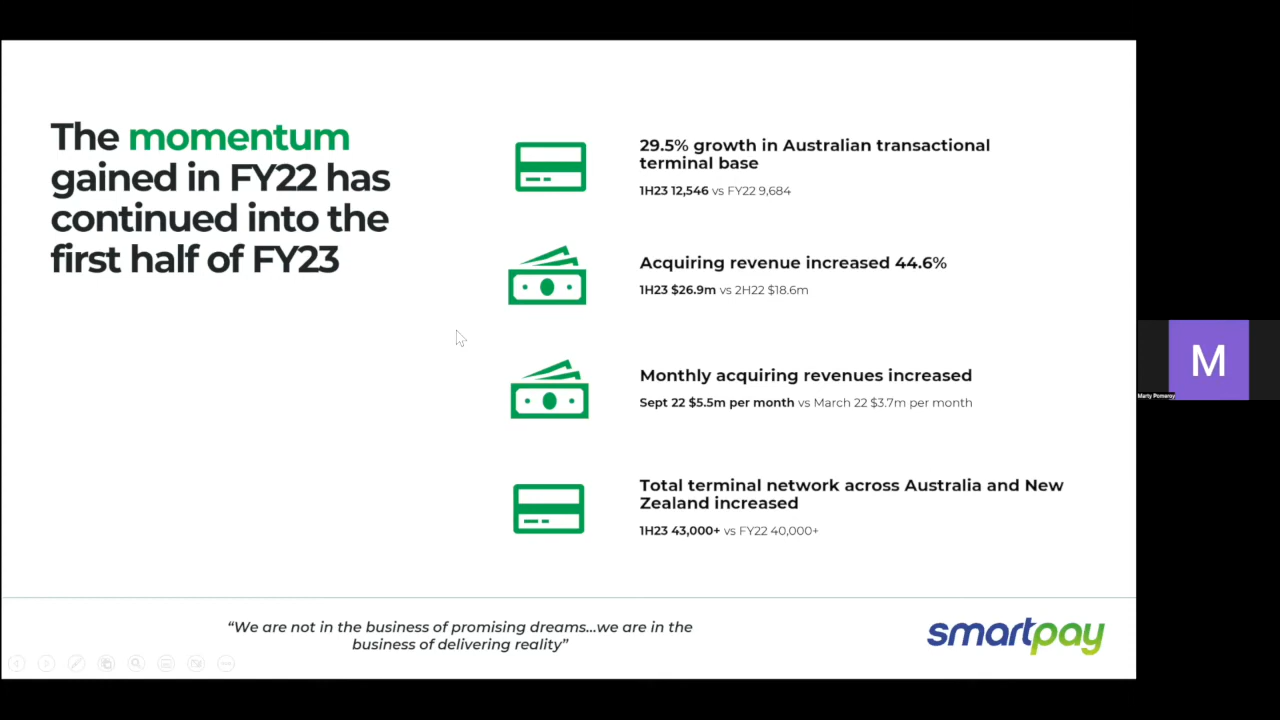 The momentum
gained in FY22 has
continued into the
first half of FY23
29.5% growth in Australian transactional
terminal base
1H23 12,546 vs FY22 9,684
Acquiring revenue increased 44.6%
1H23 $26.9m vs 2H22 $18.6m
Monthly acquiring revenues increased
Sept 22 $5.5m per month vs March 22 $3.7m per month
Total terminal network across Australia and New
Zealand increased
1H23 43,000+ vs FY22 40,000+
“We are not in the business of promising dreams...we are in the
business of delivering reality”
smartpay
M
Marty Pomeroy